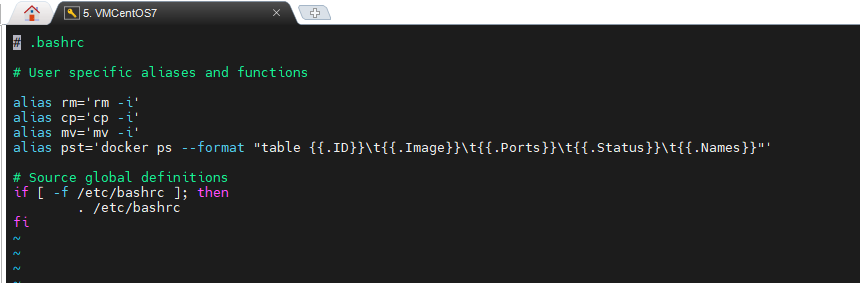 5. VMCentOS7
# .bashrc
# User specific aliases and functions
alias rm='rm -i'
alias cp='cp -i'
alias mv='mv -i'
alias pst='docker ps --format "table {{.ID}}\t{{.Image}}\t{{.Ports}}\t{{.Status}}\t{{.Names}}"'
# Source global definitions
if [ -f /etc/bashrc ]; then
        . /etc/bashrc
fi
~
~
~
~